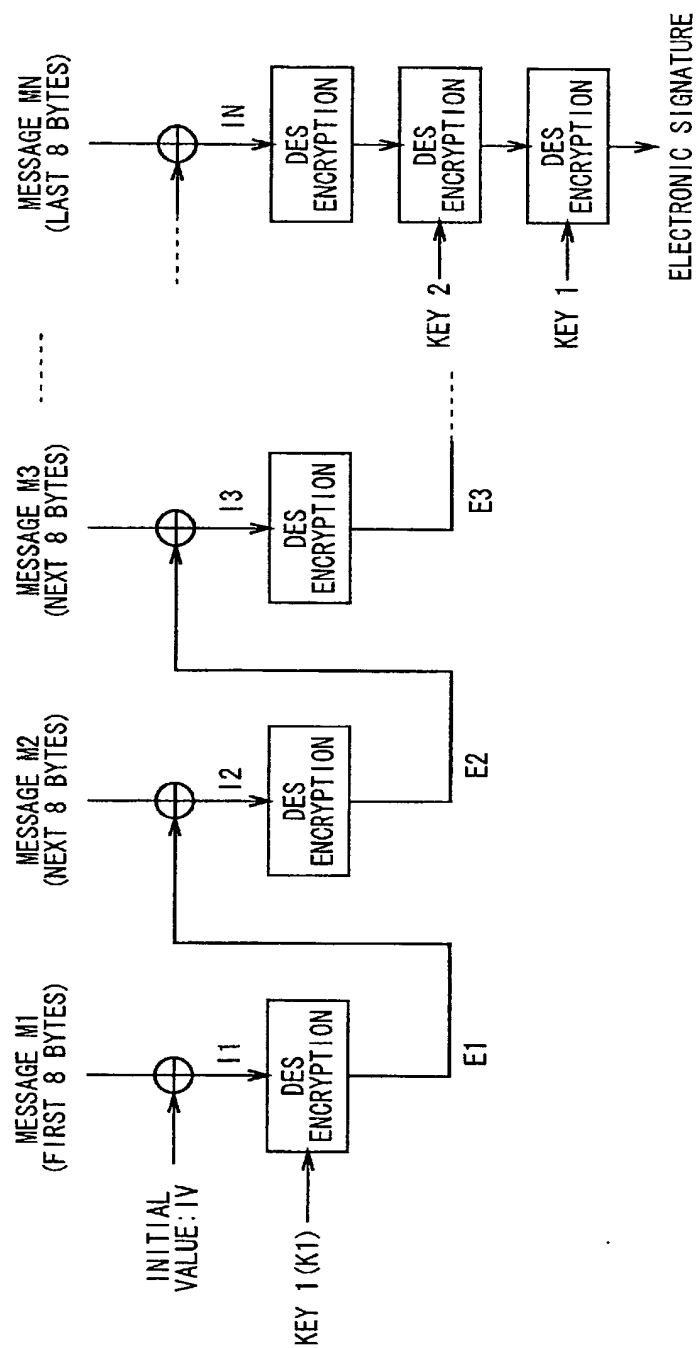 MESSAGE M1
(FIRST 8 BYTES)
MESSAGE M2
(NEXT 8 BYTES)
MESSAGE M3
(NEXT 8 BYTES)
MESSAGE MN
(LAST 8 BYTES)
INITIAL
VALUE:IV
I1
I2
I3
IN
KEY 1(K1)
DES
ENCRYPTION
DES
ENCRYPTION
DES
ENCRYPTION
DES
ENCRYPTION
E1
E2
E3
KEY 2
DES
ENCRYPTION
KEY 1
DES
ENCRYPTION
ELECTRONIC SIGNATURE